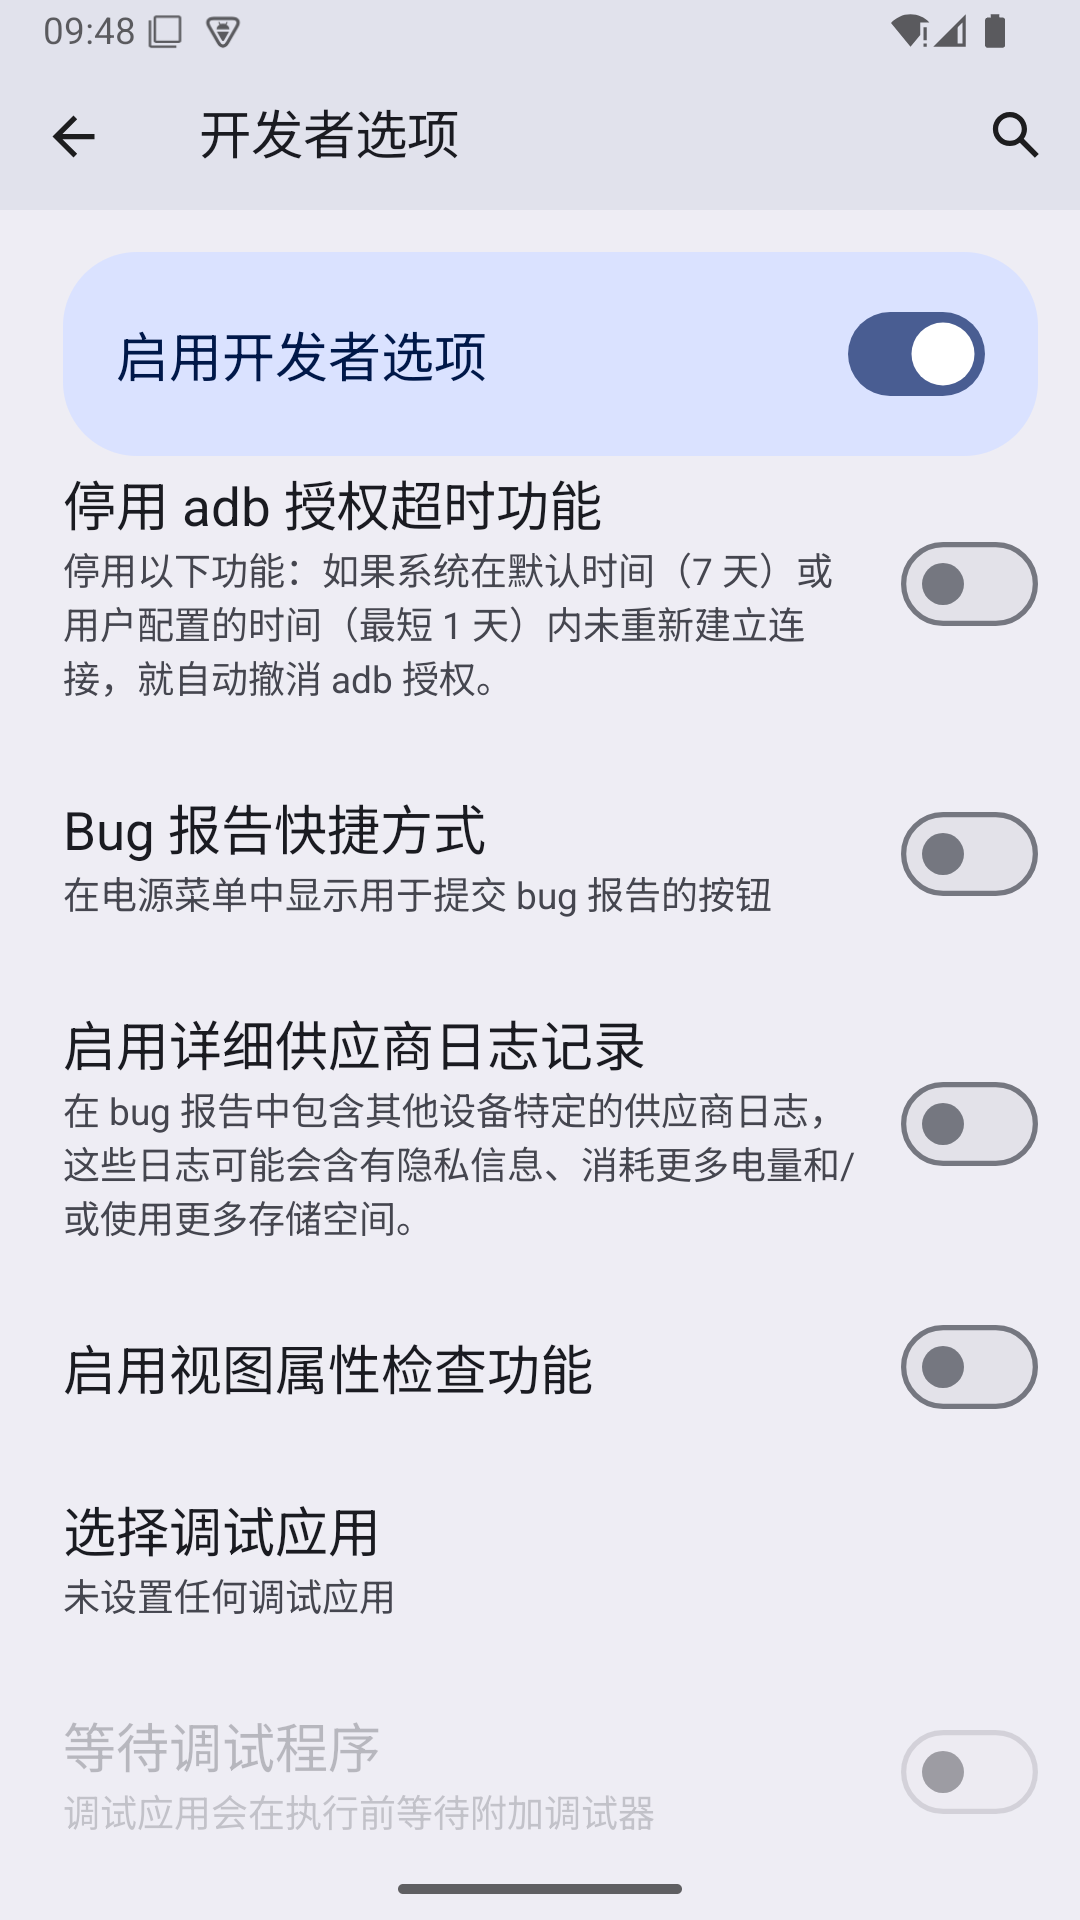 09:48
开发者选项
启用开发者选项
停用 adb 授权超时功能
停用以下功能：如果系统在默认时间（7 天）或
用户配置的时间（最短 1 天）内未重新建立连
接，就自动撤消 adb 授权。
Bug 报告快捷方式
在电源菜单中显示用于提交 bug 报告的按钮
启用详细供应商日志记录
在 bug 报告中包含其他设备特定的供应商日志，
这些日志可能会含有隐私信息、消耗更多电量和/
或使用更多存储空间。
启用视图属性检查功能
选择调试应用
未设置任何调试应用
等待调试程序
调试应用会在执行前等待附加调试器